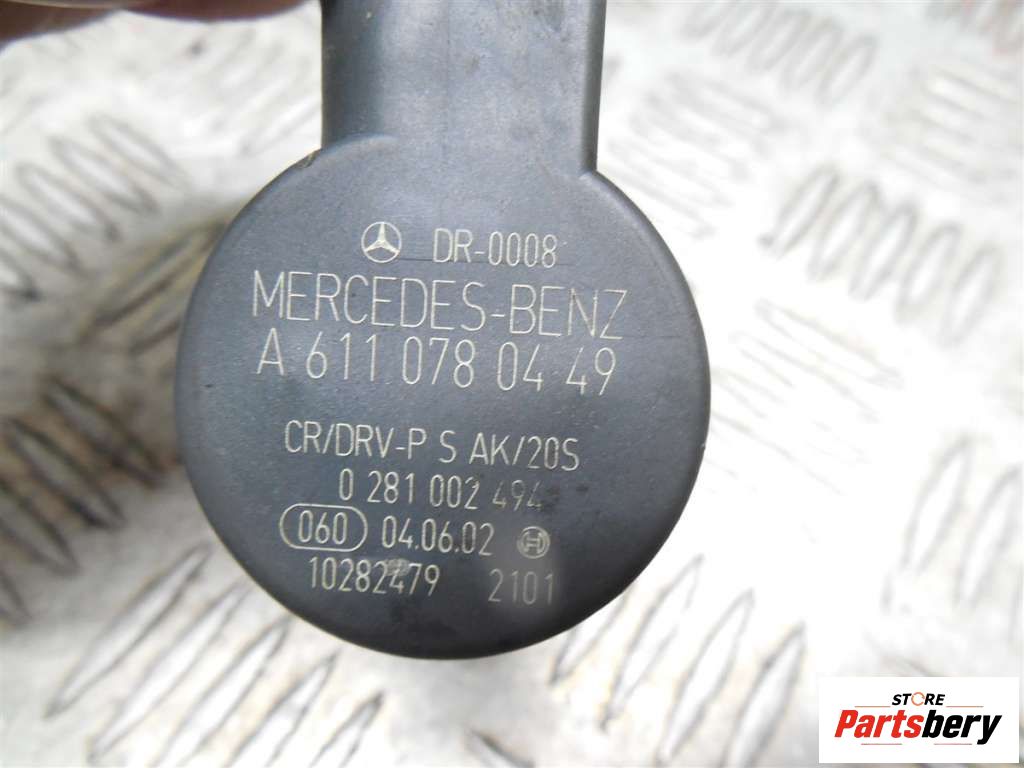 DR-0008
MERCEDES-BENZ
A 611 078 04 49
CR/DRV-P S AK/20S
0 281 002 494
060 04.06.02
10282479 2101
STORE
Partsbery